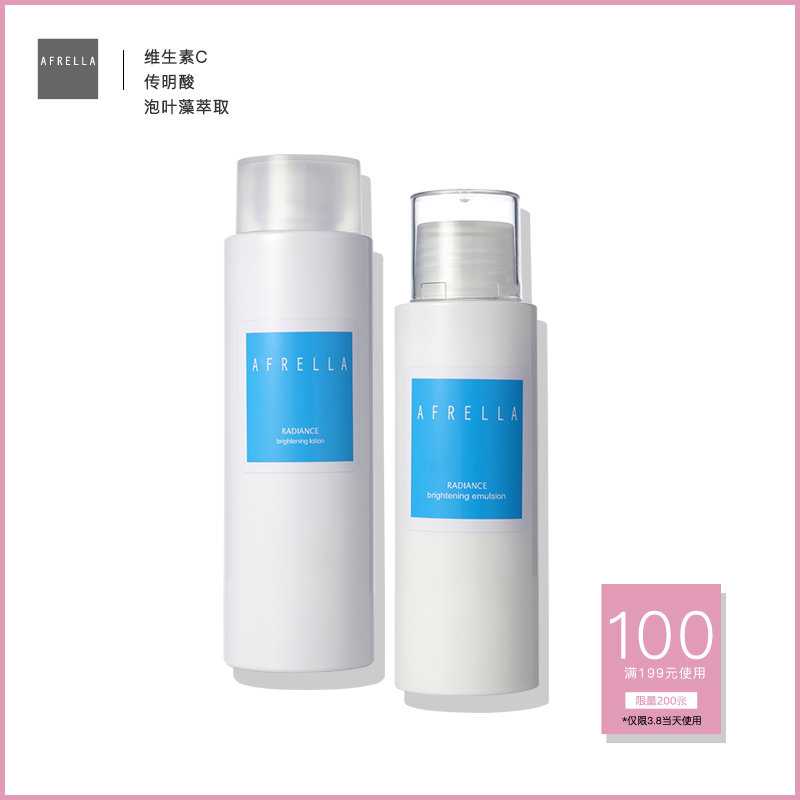 AFRELLA
维生素C
传明酸
泡叶藻萃取
AFRELLA
RADIANCE
brightening lotion
AFRELLA
RADIANCE
brightening emulsion
100
满199元使用
限量200张
*仅限3.8当天使用